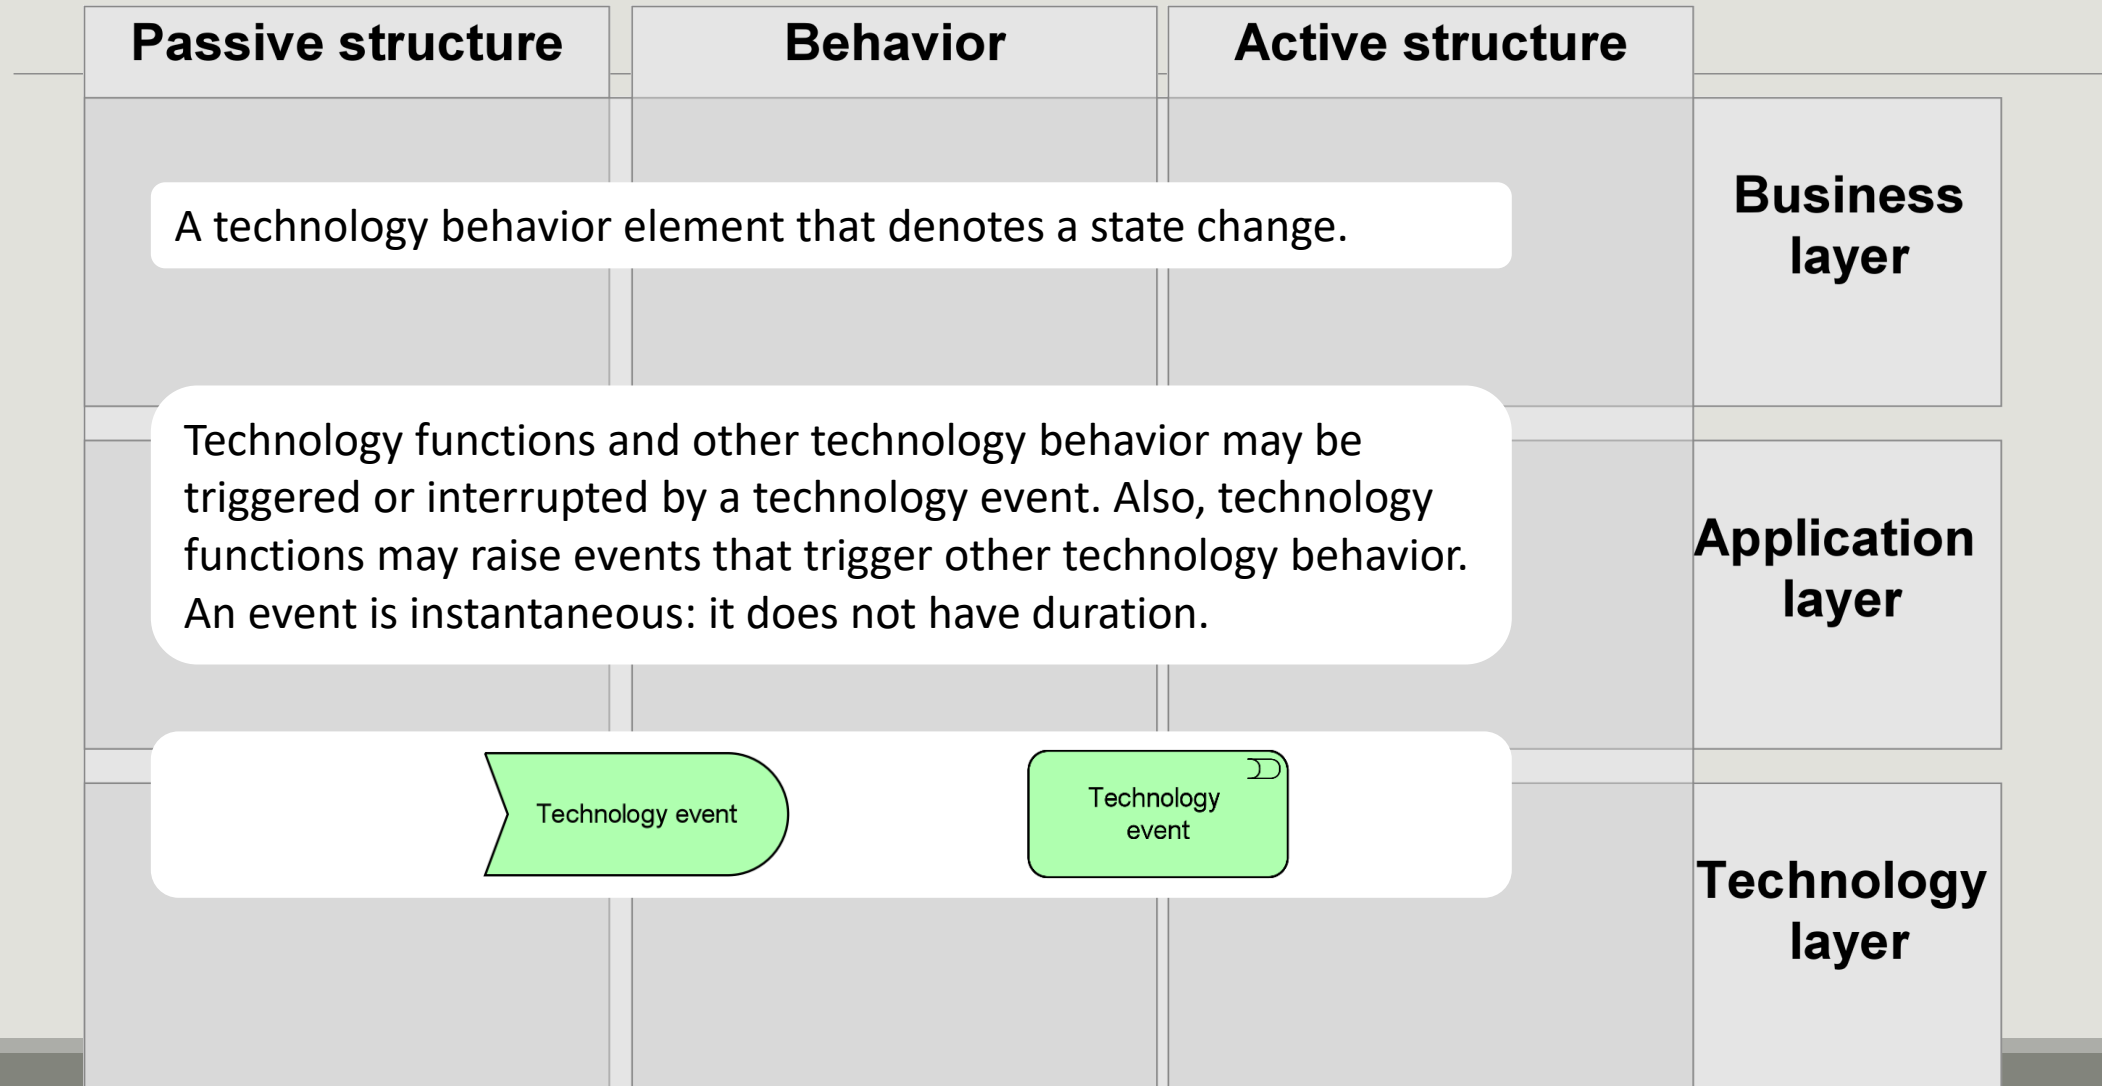 Passive structure
Behavior
Active structure
A technology behavior element that denotes a state change.
Business
layer
Technology functions and other technology behavior may be
triggered or interrupted by a technology event. Also, technology
functions may raise events that trigger other technology behavior.
An event is instantaneous: it does not have duration.
Application
layer
Technology event
Technology
event
Technology
layer